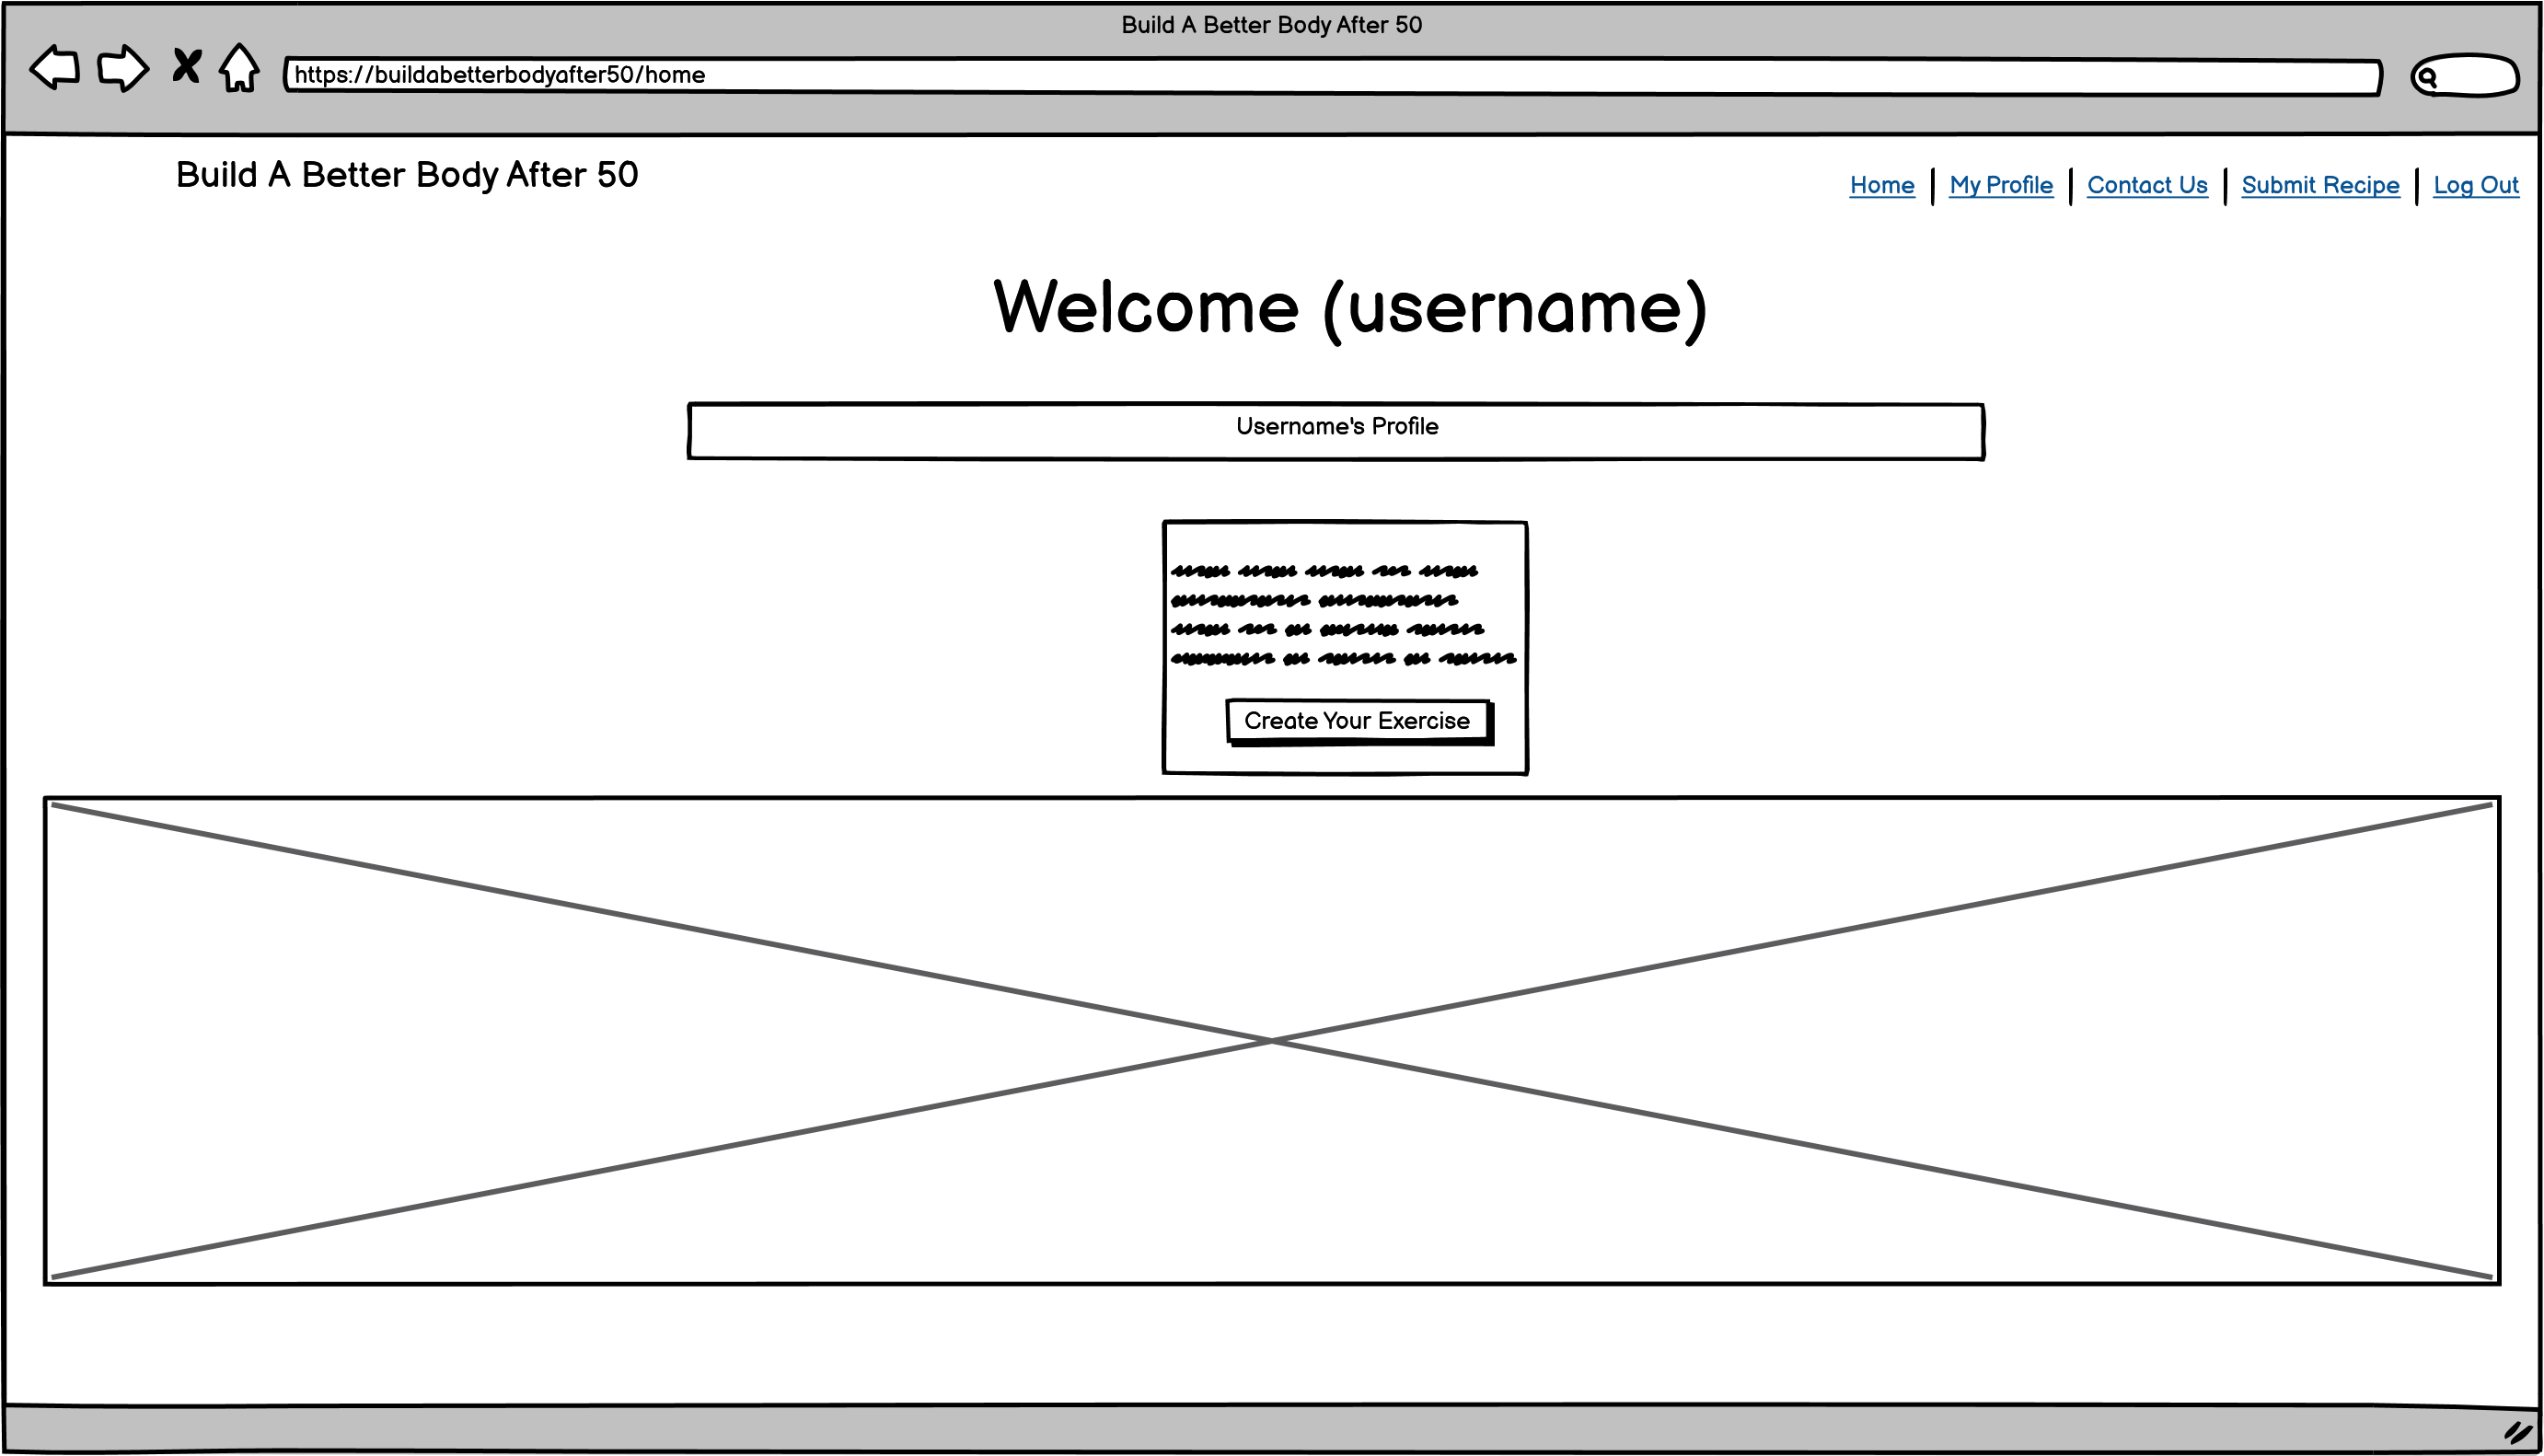 Build A Better Body After 50
https://buildabetterbodyafter50/home
Build A Better Body After 50
Home | My Profile | Contact Us | Submit Recipe | Log Out
Welcome (username)
Username's Profile
Create Your Exercise